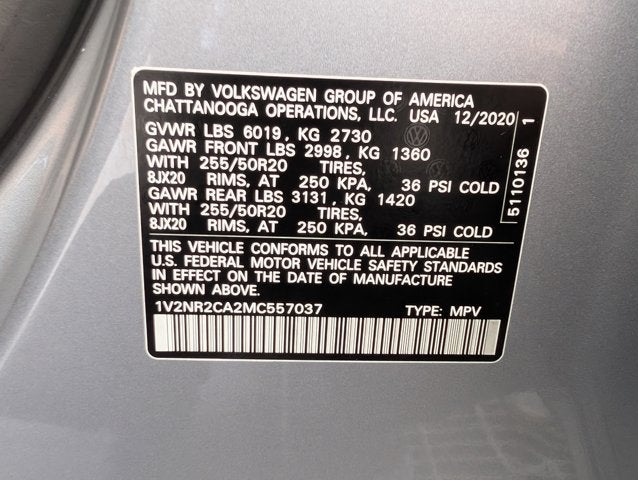 MFD BY VOLKSWAGEN GROUP OF AMERICA
CHATTANOOGA OPERATIONS, LLC. USA 12/2020
GVWR LBS 6019, KG 2730
GAWR FRONT LBS 2998, KG 1360
WITH 255/50R20 TIRES,
8JX20 RIMS, AT 250 KPA, 36 PSI COLD
GAWR REAR LBS 3131, KG 1420
WITH 255/50R20 TIRES,
8JX20 RIMS, AT 250 KPA, 36 PSI COLD
THIS VEHICLE CONFORMS TO ALL APPLICABLE
U.S. FEDERAL MOTOR VEHICLE SAFETY STANDARDS
IN EFFECT ON THE DATE OF MANUFACTURE
SHOWN ABOVE.
1V2NR2CA2MC557037 TYPE: MPV
5110136 1